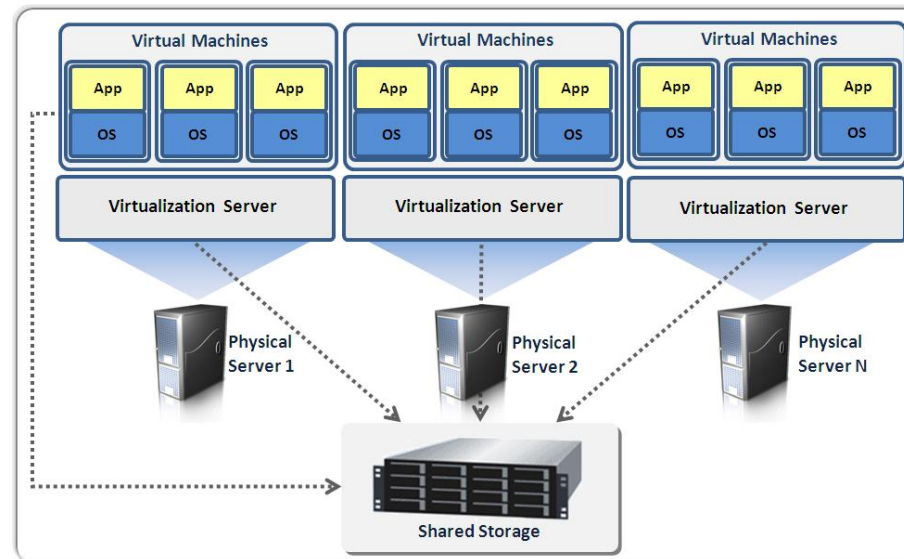 Virtual Machines
Virtual Machines
Virtual Machines
App
App
App
App
App
App
App
App
App
OS
OS
OS
OS
OS
OS
OS
OS
OS
Virtualization Server
Virtualization Server
Virtualization Server
Physical
Server 1
Physical
Server 2
Physical
Server N
Shared Storage